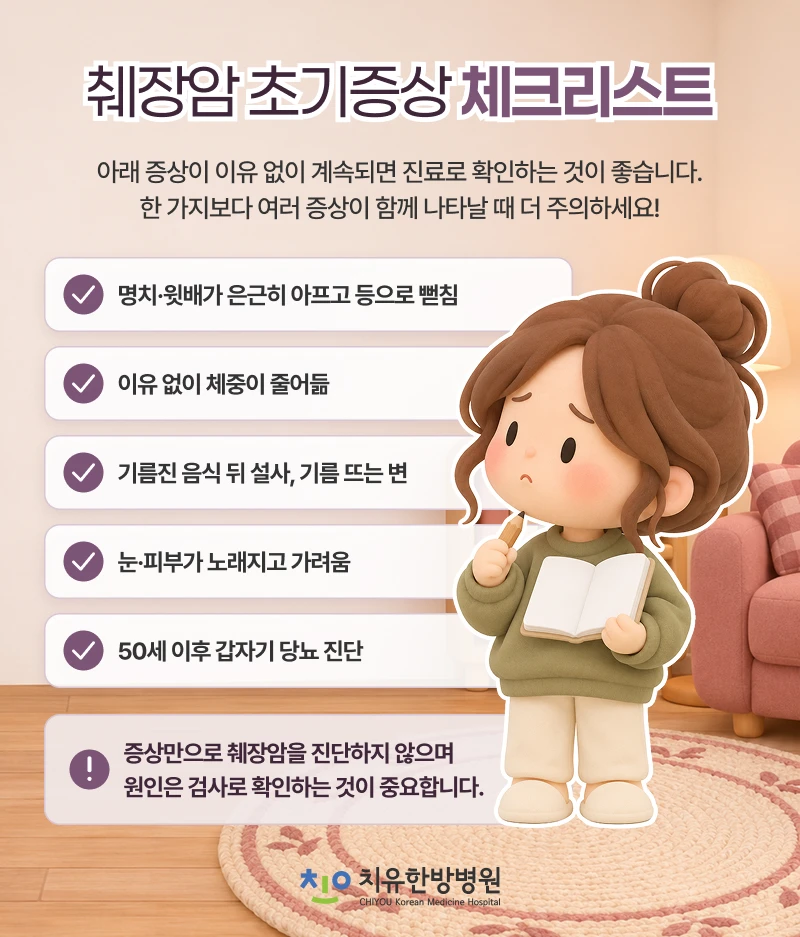 췌장암 초기증상 체크리스트
아래 증상이 이유 없이 계속되면 진료로 확인하는 것이 좋습니다.
한 가지보다 여러 증상이 함께 나타날 때 더 주의하세요!
명치·윗배가 은근히 아프고 등으로 뻗침
이유 없이 체중이 줄어듦
기름진 음식 뒤 설사, 기름 뜨는 변
눈·피부가 노래지고 가려움
50세 이후 갑자기 당뇨 진단
증상만으로 췌장암을 진단하지 않으며
원인은 검사로 확인하는 것이 중요합니다.
치유 치유한방병원
CHIYOU Korean Medicine Hospital